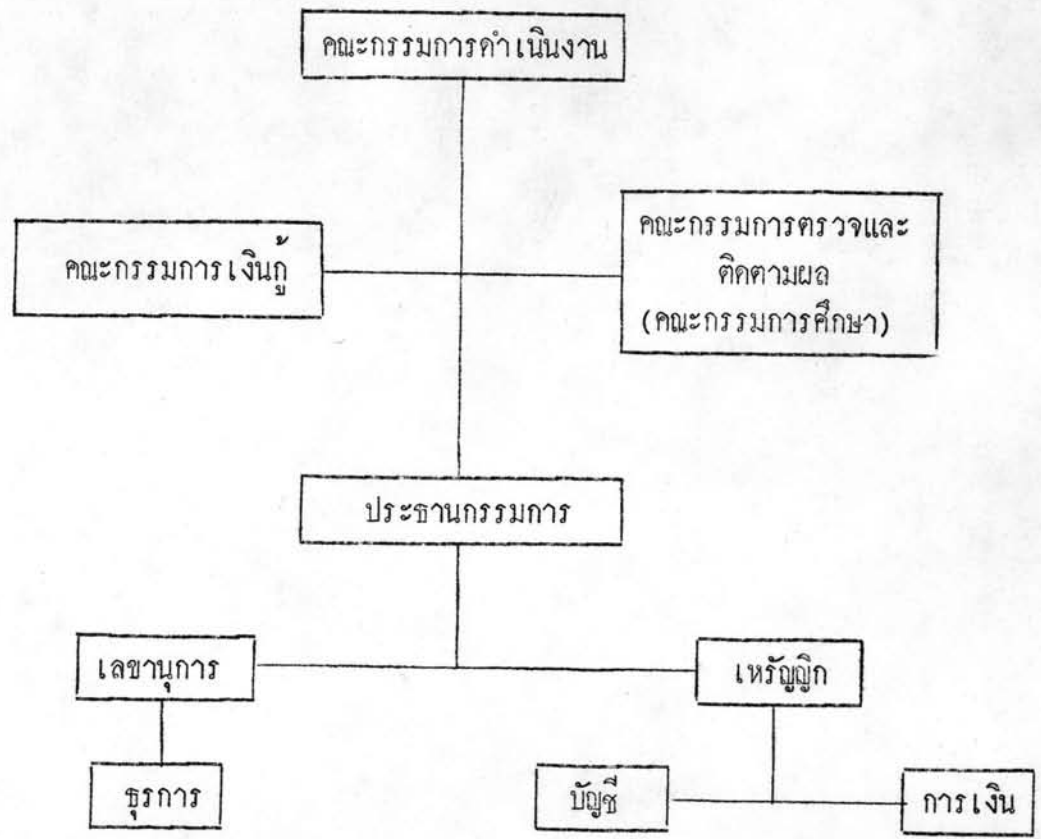 คณะกรรมการดำเนินงาน
คณะกรรมการเงินกู้
คณะกรรมการตรวจและ
ติดตามผล
(คณะกรรมการศึกษา)
ประธานกรรมการ
เลขานุการ
เหรัญญิก
ธุรการ
บัญชี
การเงิน